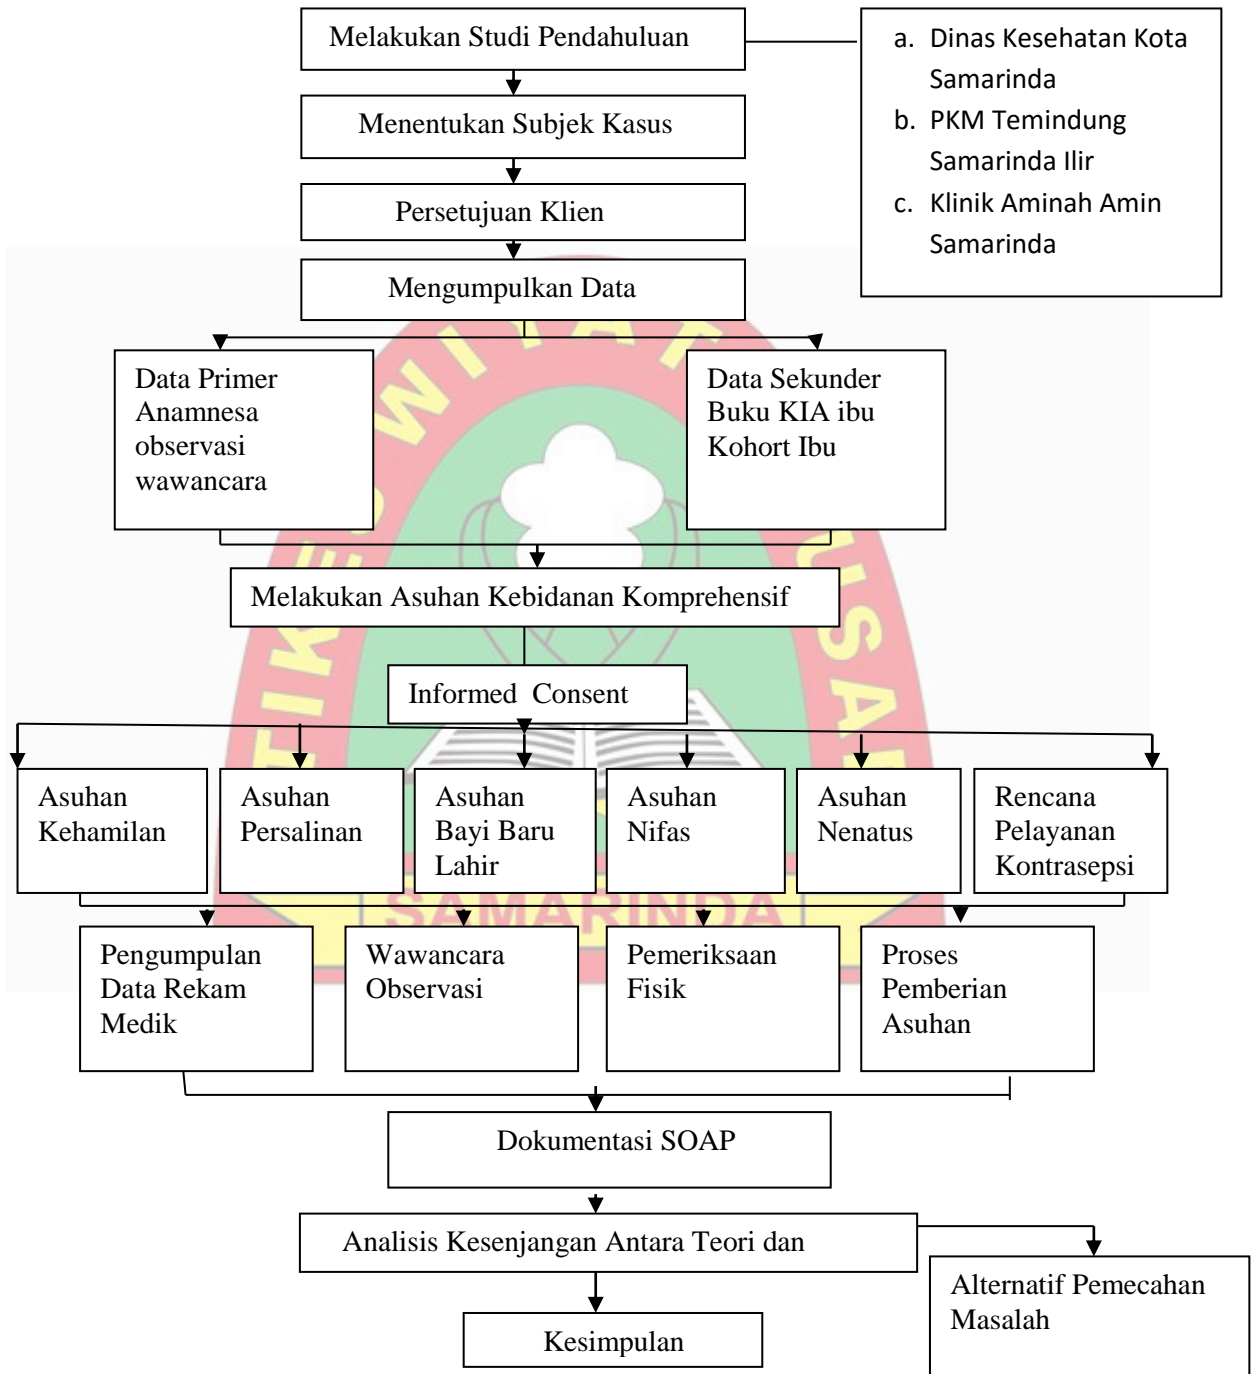 Melakukan Studi Pendahuluan
a. Dinas Kesehatan Kota
Samarinda
b. PKM Temindung
Samarinda Ilir
c. Klinik Aminah Amin
Samarinda
Menentukan Subjek Kasus
Persetujuan Klien
Mengumpulkan Data
Data Primer
Anamnesa
observasi
wawancara
Data Sekunder
Buku KIA ibu
Kohort Ibu
Melakukan Asuhan Kebidanan Komprehensif
Informed Consent
Asuhan
Kehamilan
Asuhan
Persalinan
Asuhan
Bayi Baru
Lahir
Asuhan
Nifas
Asuhan
Nenatus
Rencana
Pelayanan
Kontrasepsi
SAMARINDA
Pengumpulan
Data Rekam
Medik
Wawancara
Observasi
Pemeriksaan
Fisik
Proses
Pemberian
Asuhan
Dokumentasi SOAP
Analisis Kesenjangan Antara Teori dan
Alternatif Pemecahan
Masalah
Kesimpulan